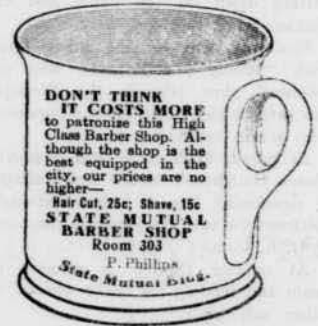 DON'T THINK
IT COSTS MORE
to patronize this High
Class Barber Shop. Al-
though the shop is the
best equipped in the
city, our prices are no
higher—
Hair Cut, 25c; Shave, 15c
STATE MUTUAL
BARBER SHOP
Room 303
P. Phillips
State Mutual Bldg.